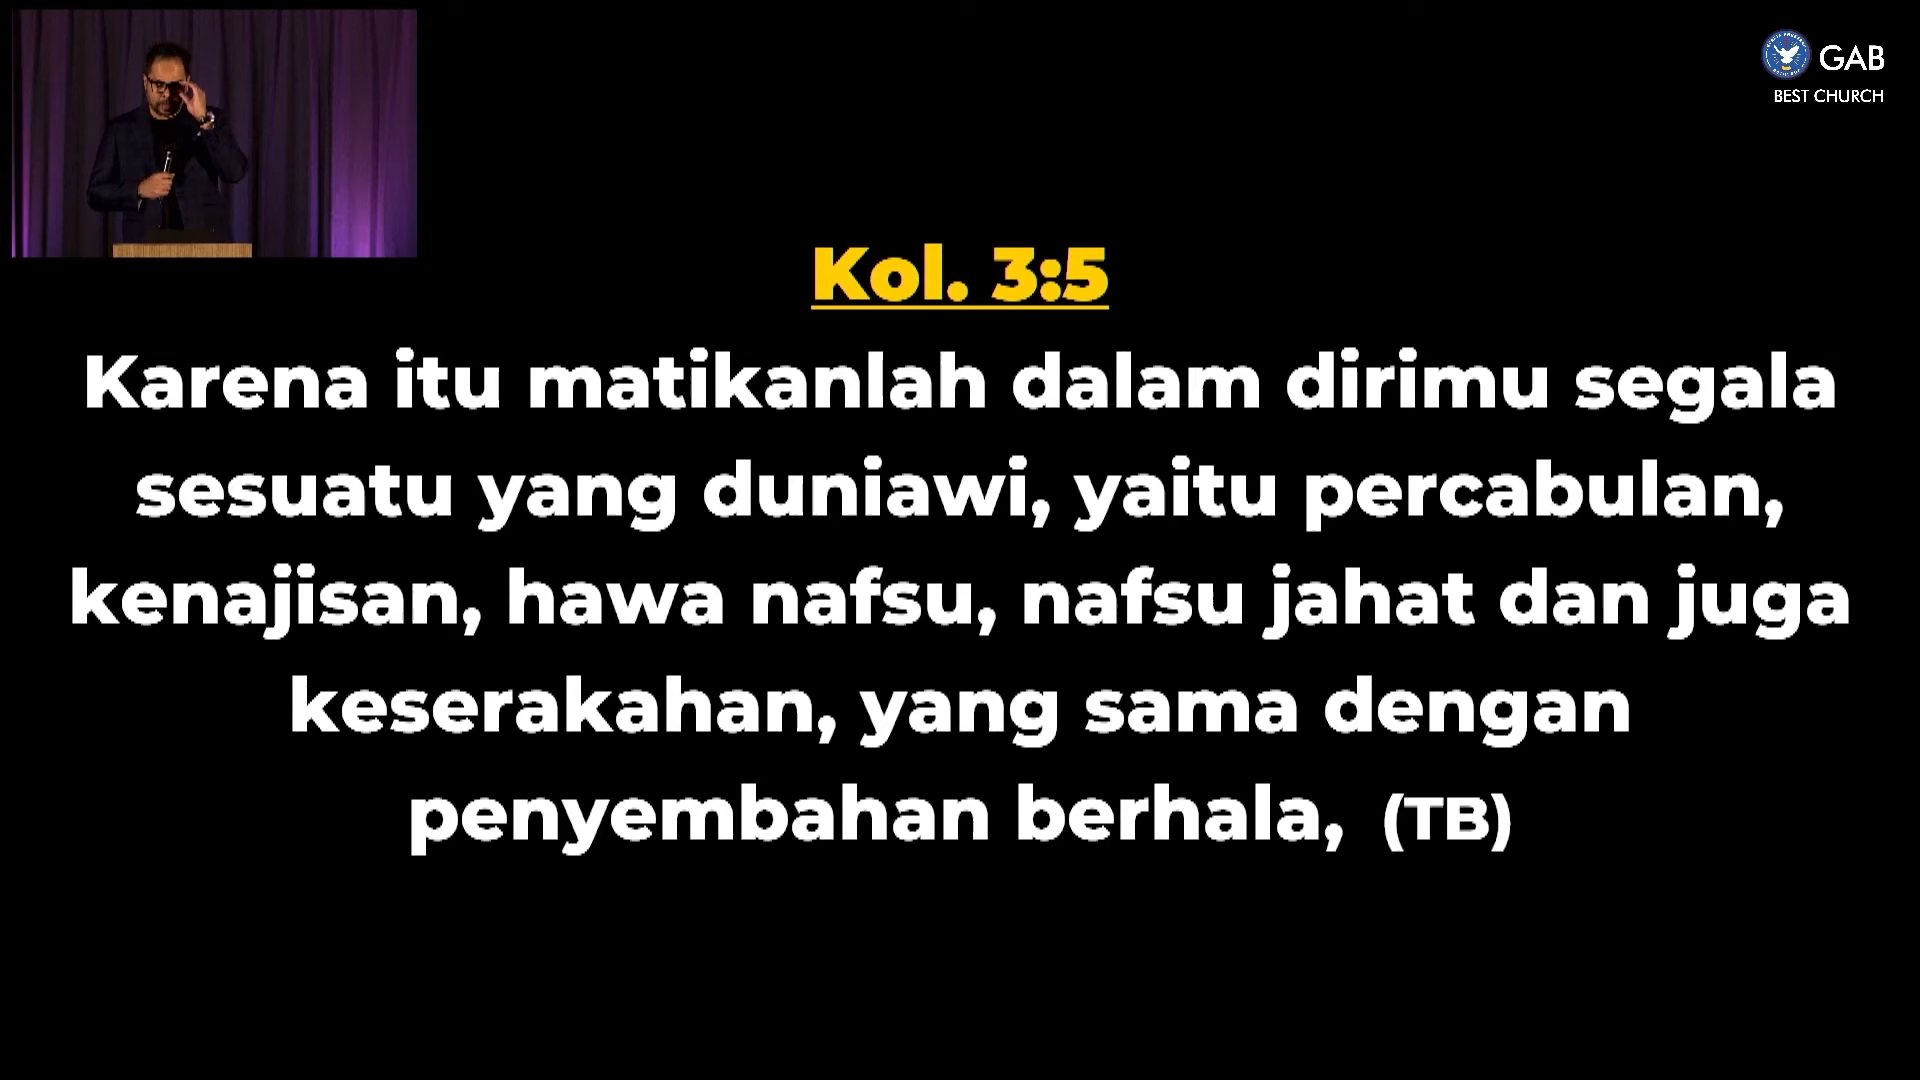 GAB
BEST CHURCH
Kol. 3:5
Karena itu matikanlah dalam dirimu segala
sesuatu yang duniawi, yaitu percabulan,
kenajisan, hawa nafsu, nafsu jahat dan juga
keserakahan, yang sama dengan
penyembahan berhala, (TB)